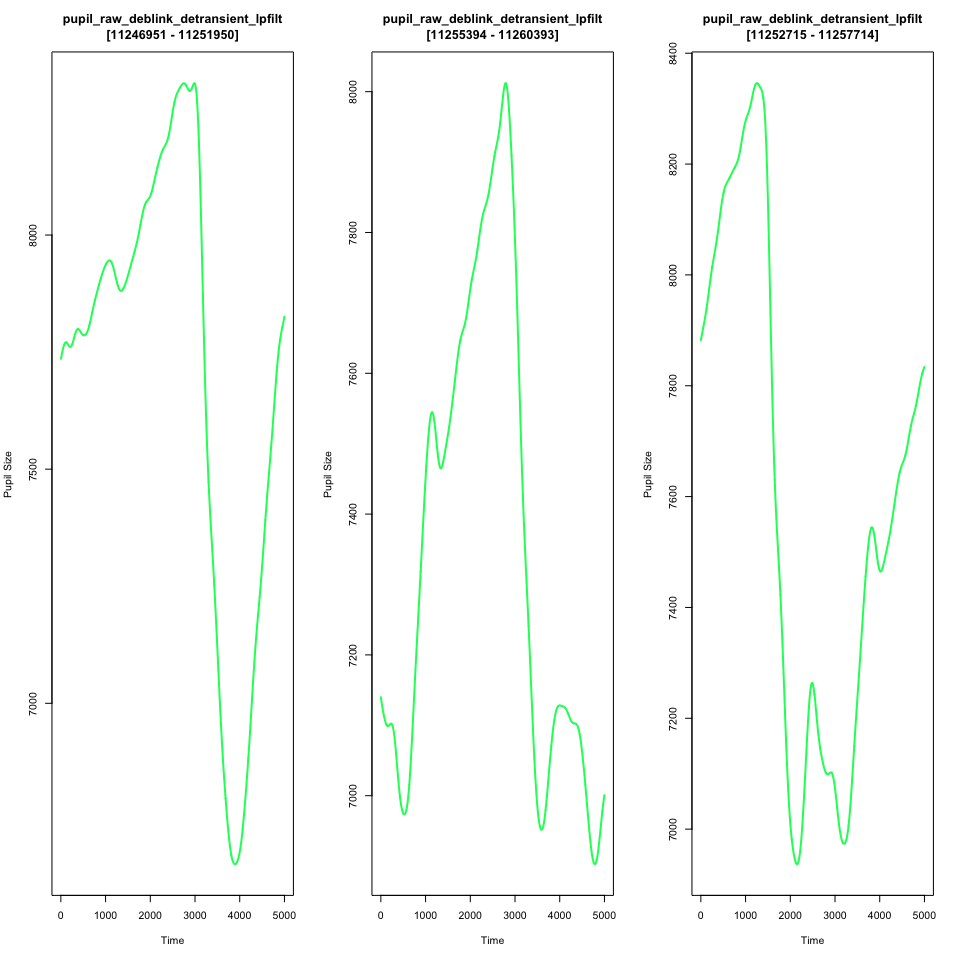 pupil_raw_deblink_detransient_lpfilt
[11246951 - 11251950]
Pupil Size
8000
7500
7000
0 1000 2000 3000 4000 5000
Time
pupil_raw_deblink_detransient_lpfilt
[11255394 - 11260393]
Pupil Size
8000
7800
7600
7400
7200
7000
0 1000 2000 3000 4000 5000
Time
pupil_raw_deblink_detransient_lpfilt
[11252715 - 11257714]
Pupil Size
8400
8200
8000
7800
7600
7400
7200
7000
0 1000 2000 3000 4000 5000
Time